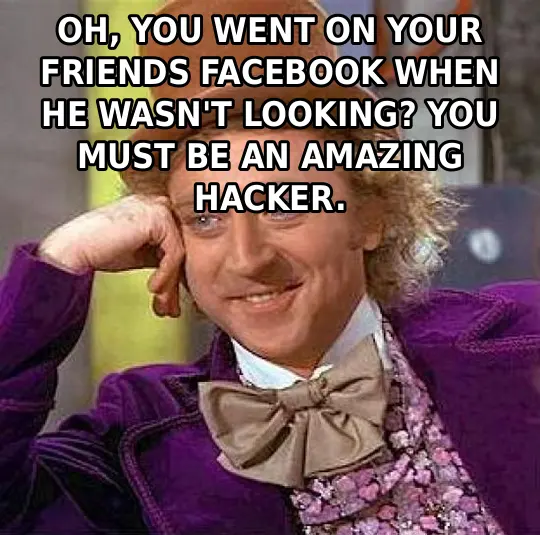 OH, YOU WENT ON YOUR
FRIENDS FACEBOOK WHEN
HE WASN'T LOOKING? YOU
MUST BE AN AMAZING
HACKER.